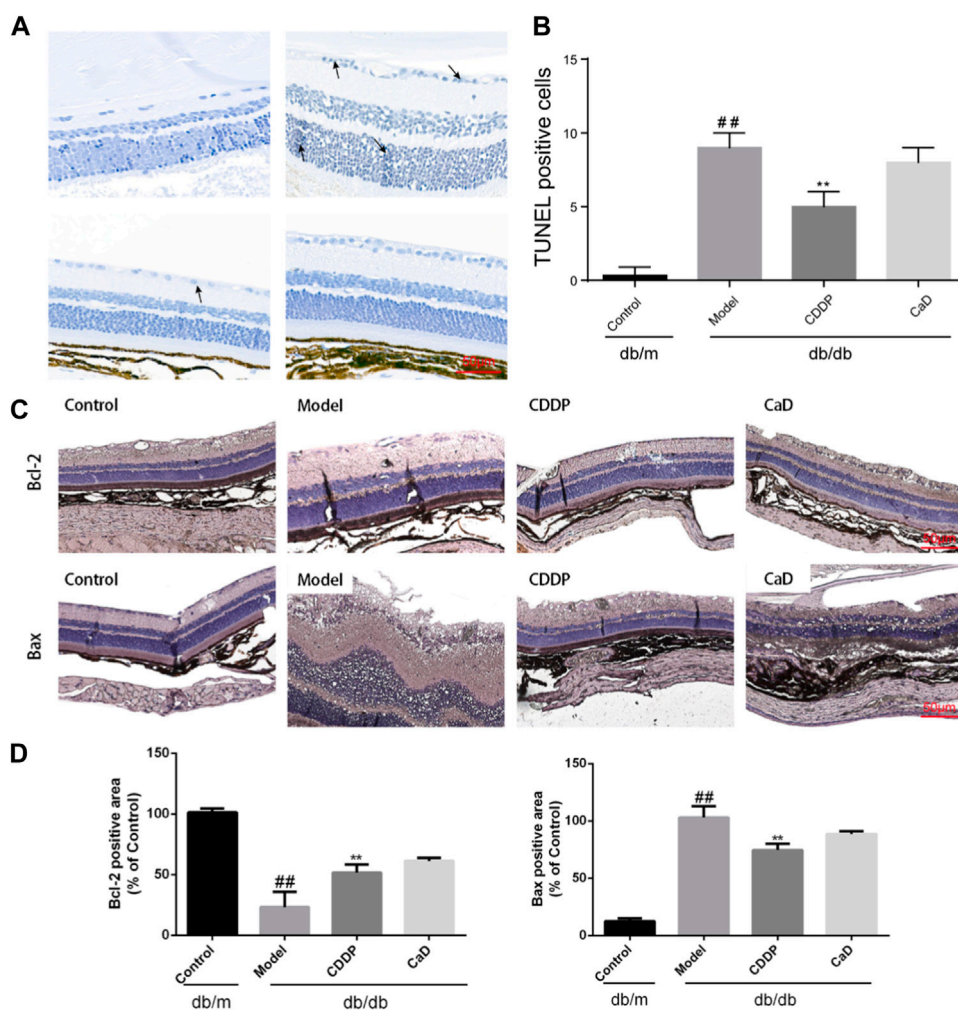 A
50μm
B
TUNEL positive cells
15
10
5
0
##
**
Control
Model
CDDP
CaD
db/m
db/db
C
Control
Model
CDDP
CaD
Bcl-2
50μm
Control
Model
CDDP
CaD
Bax
50μm
D
Bcl-2 positive area
(% of Control)
150
100
50
0
##
**
Control
Model
CDDP
CaD
db/m
db/db
Bax positive area
(% of Control)
150
100
50
0
##
**
Control
Model
CDDP
CaD
db/m
db/db